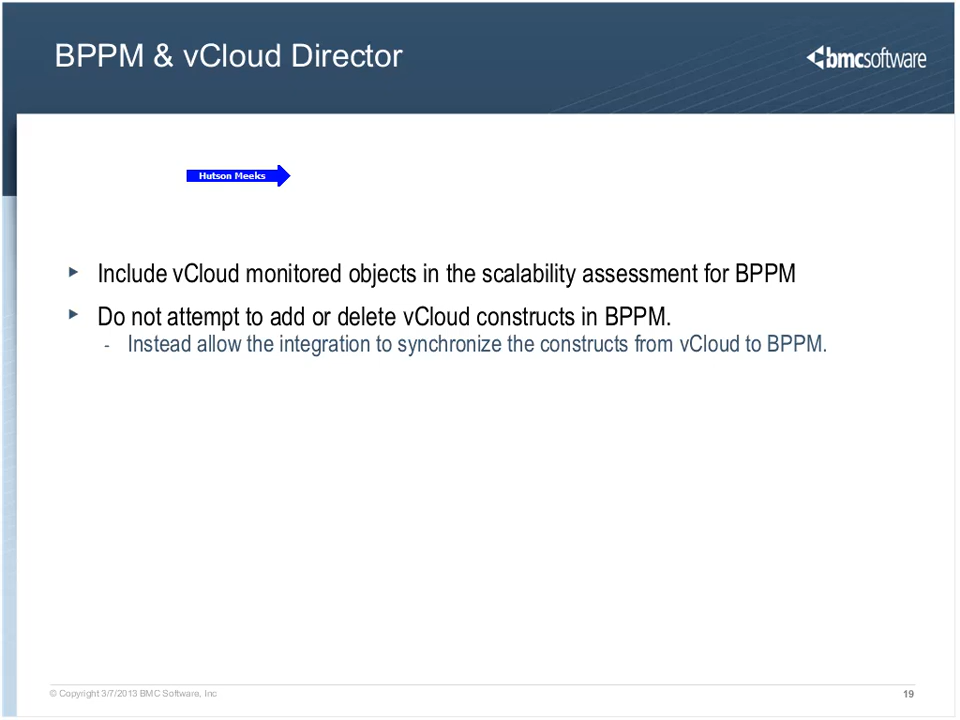 BPPM & vCloud Director
bmcsoftware
Hutson Meeks
Include vCloud monitored objects in the scalability assessment for BPPM
Do not attempt to add or delete vCloud constructs in BPPM.
- Instead allow the integration to synchronize the constructs from vCloud to BPPM.
© Copyright 3/7/2013 BMC Software, Inc
19